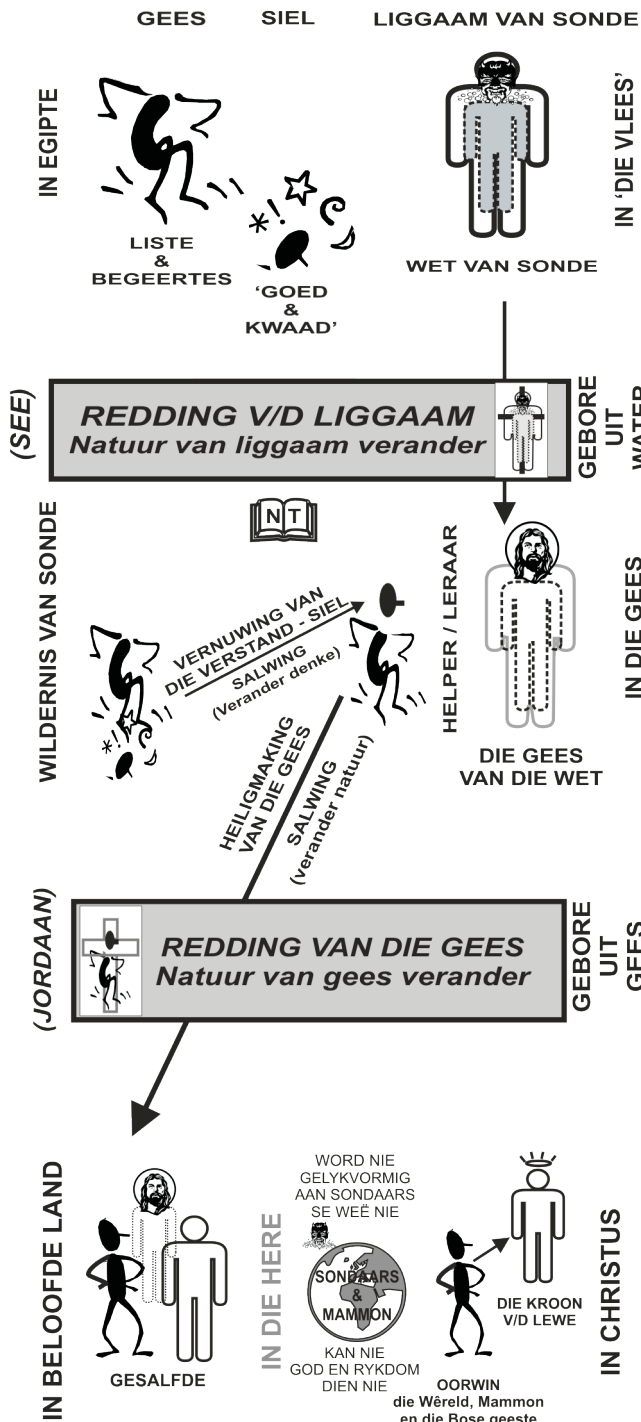 GEES SIEL LIGGAAM VAN SONDE
IN EGIPTE
IN ‘DIE VLEES’
LISTE
&
BEGEERTES
*!
‘GOED
&
KWAAD’
WET VAN SONDE
(SEE)
REDDING V/D LIGGAAM
Natuur van liggaam verander
GEBORE
UIT
WATER
N T
WILDERNIS VAN SONDE
VERNUWING VAN
DIE VERSTAND - SIEL
SALWING
(Verander denke)
*!
HELPER / LERAAR
IN DIE GEES
DIE GEES
VAN DIE WET
HEILIGMAKING
VAN DIE GEES
SALWING
(verander natuur)
(JORDAAN)
REDDING VAN DIE GEES
Natuur van gees verander
GEBORE
UIT
GEES
IN BELOOFDE LAND
GESALFDE
IN DIE HERE
WORD NIE
GELYKVORMIG
AAN SONDAARS
SE WEË NIE
SONDAARS
&
MAMMON
KAN NIE
GOD EN RYKDOM
DIEN NIE
DIE KROON
V/D LEWE
OORWIN
die Wêreld, Mammon
en die Bose geeste
IN CHRISTUS